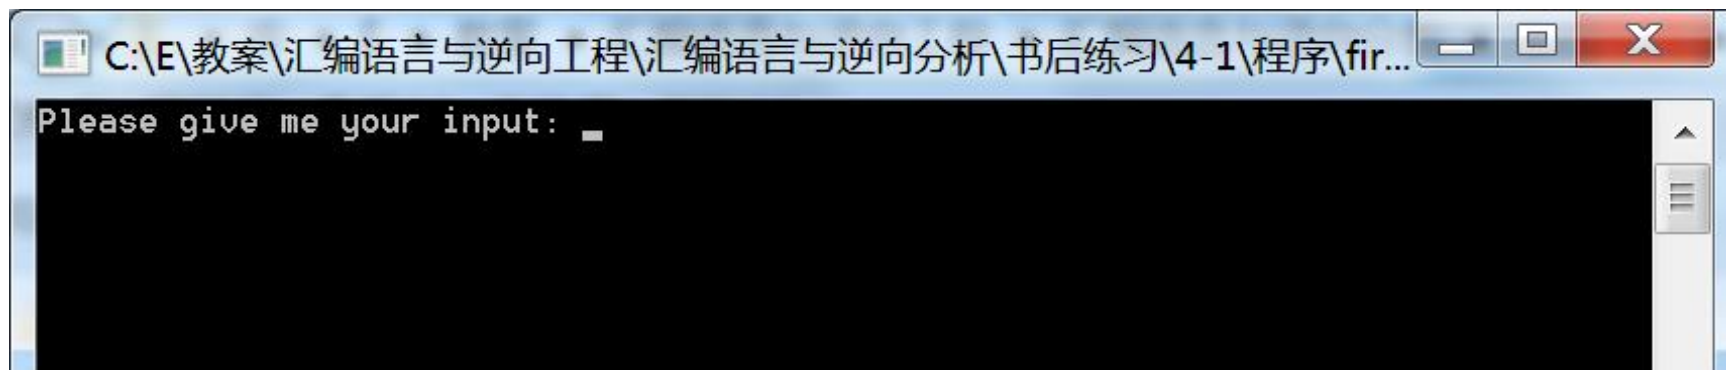 C:\E\教案\汇编语言与逆向工程\汇编语言与逆向分析\书后练习\4-1\程序\fir...
Please give me your input: _